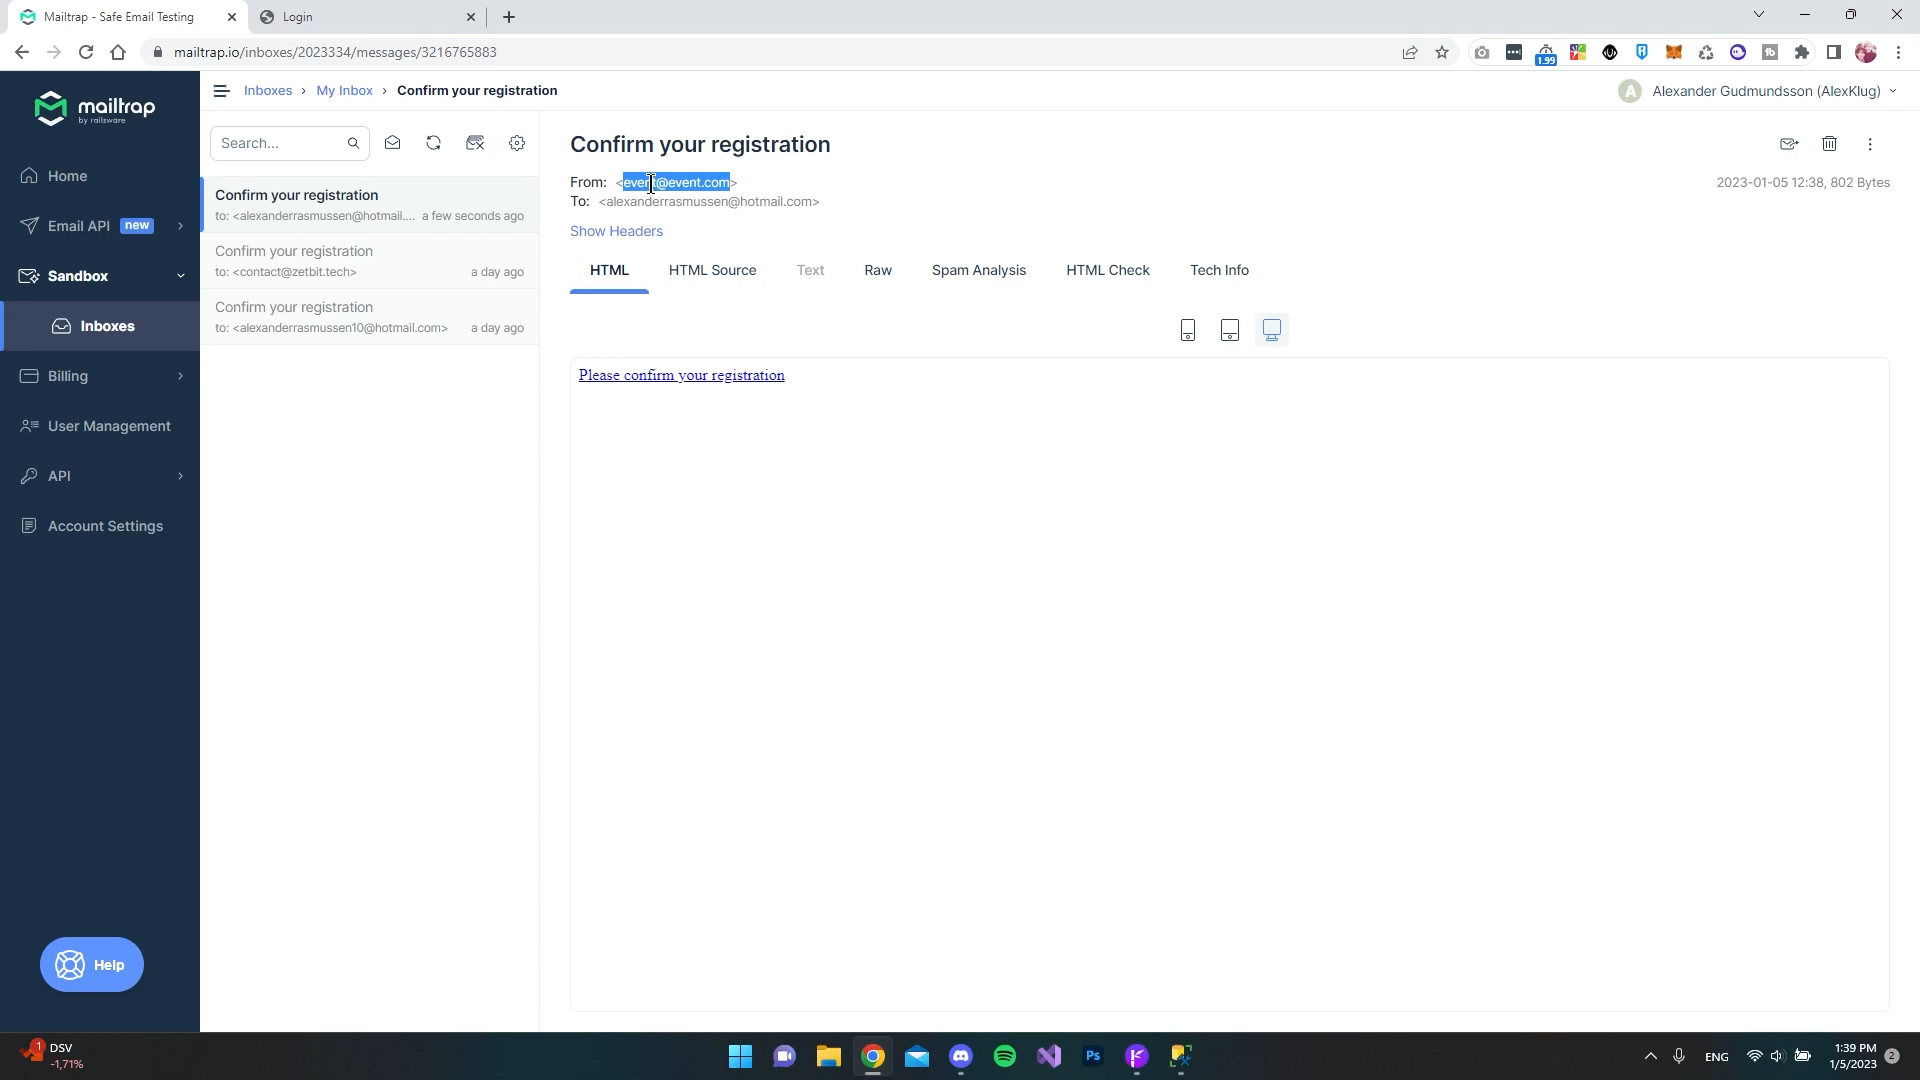 Mailtrap - Safe Email Testing
Login
mailtrap.io/inboxes/2023334/messages/3216765883
1.99
mailtrap
by railsware
Inboxes › My Inbox › Confirm your registration
A Alexander Gudmundsson (AlexKlug)
Search...
Home
Email API new
Sandbox
Inboxes
Billing
User Management
API
Account Settings
Help
Confirm your registration
to: <alexanderrasmussen@hotmail.... a few seconds ago
Confirm your registration
to: <contact@zetbit.tech> a day ago
Confirm your registration
to: <alexanderrasmussen10@hotmail.com> a day ago
Confirm your registration
From: <event@event.com>
2023-01-05 12:38, 802 Bytes
To: <alexanderrasmussen@hotmail.com>
Show Headers
HTML HTML Source Text Raw Spam Analysis HTML Check Tech Info
Please confirm your registration
1 DSV
-1,71%
Ps
ENG
1:39 PM
1/5/2023
2